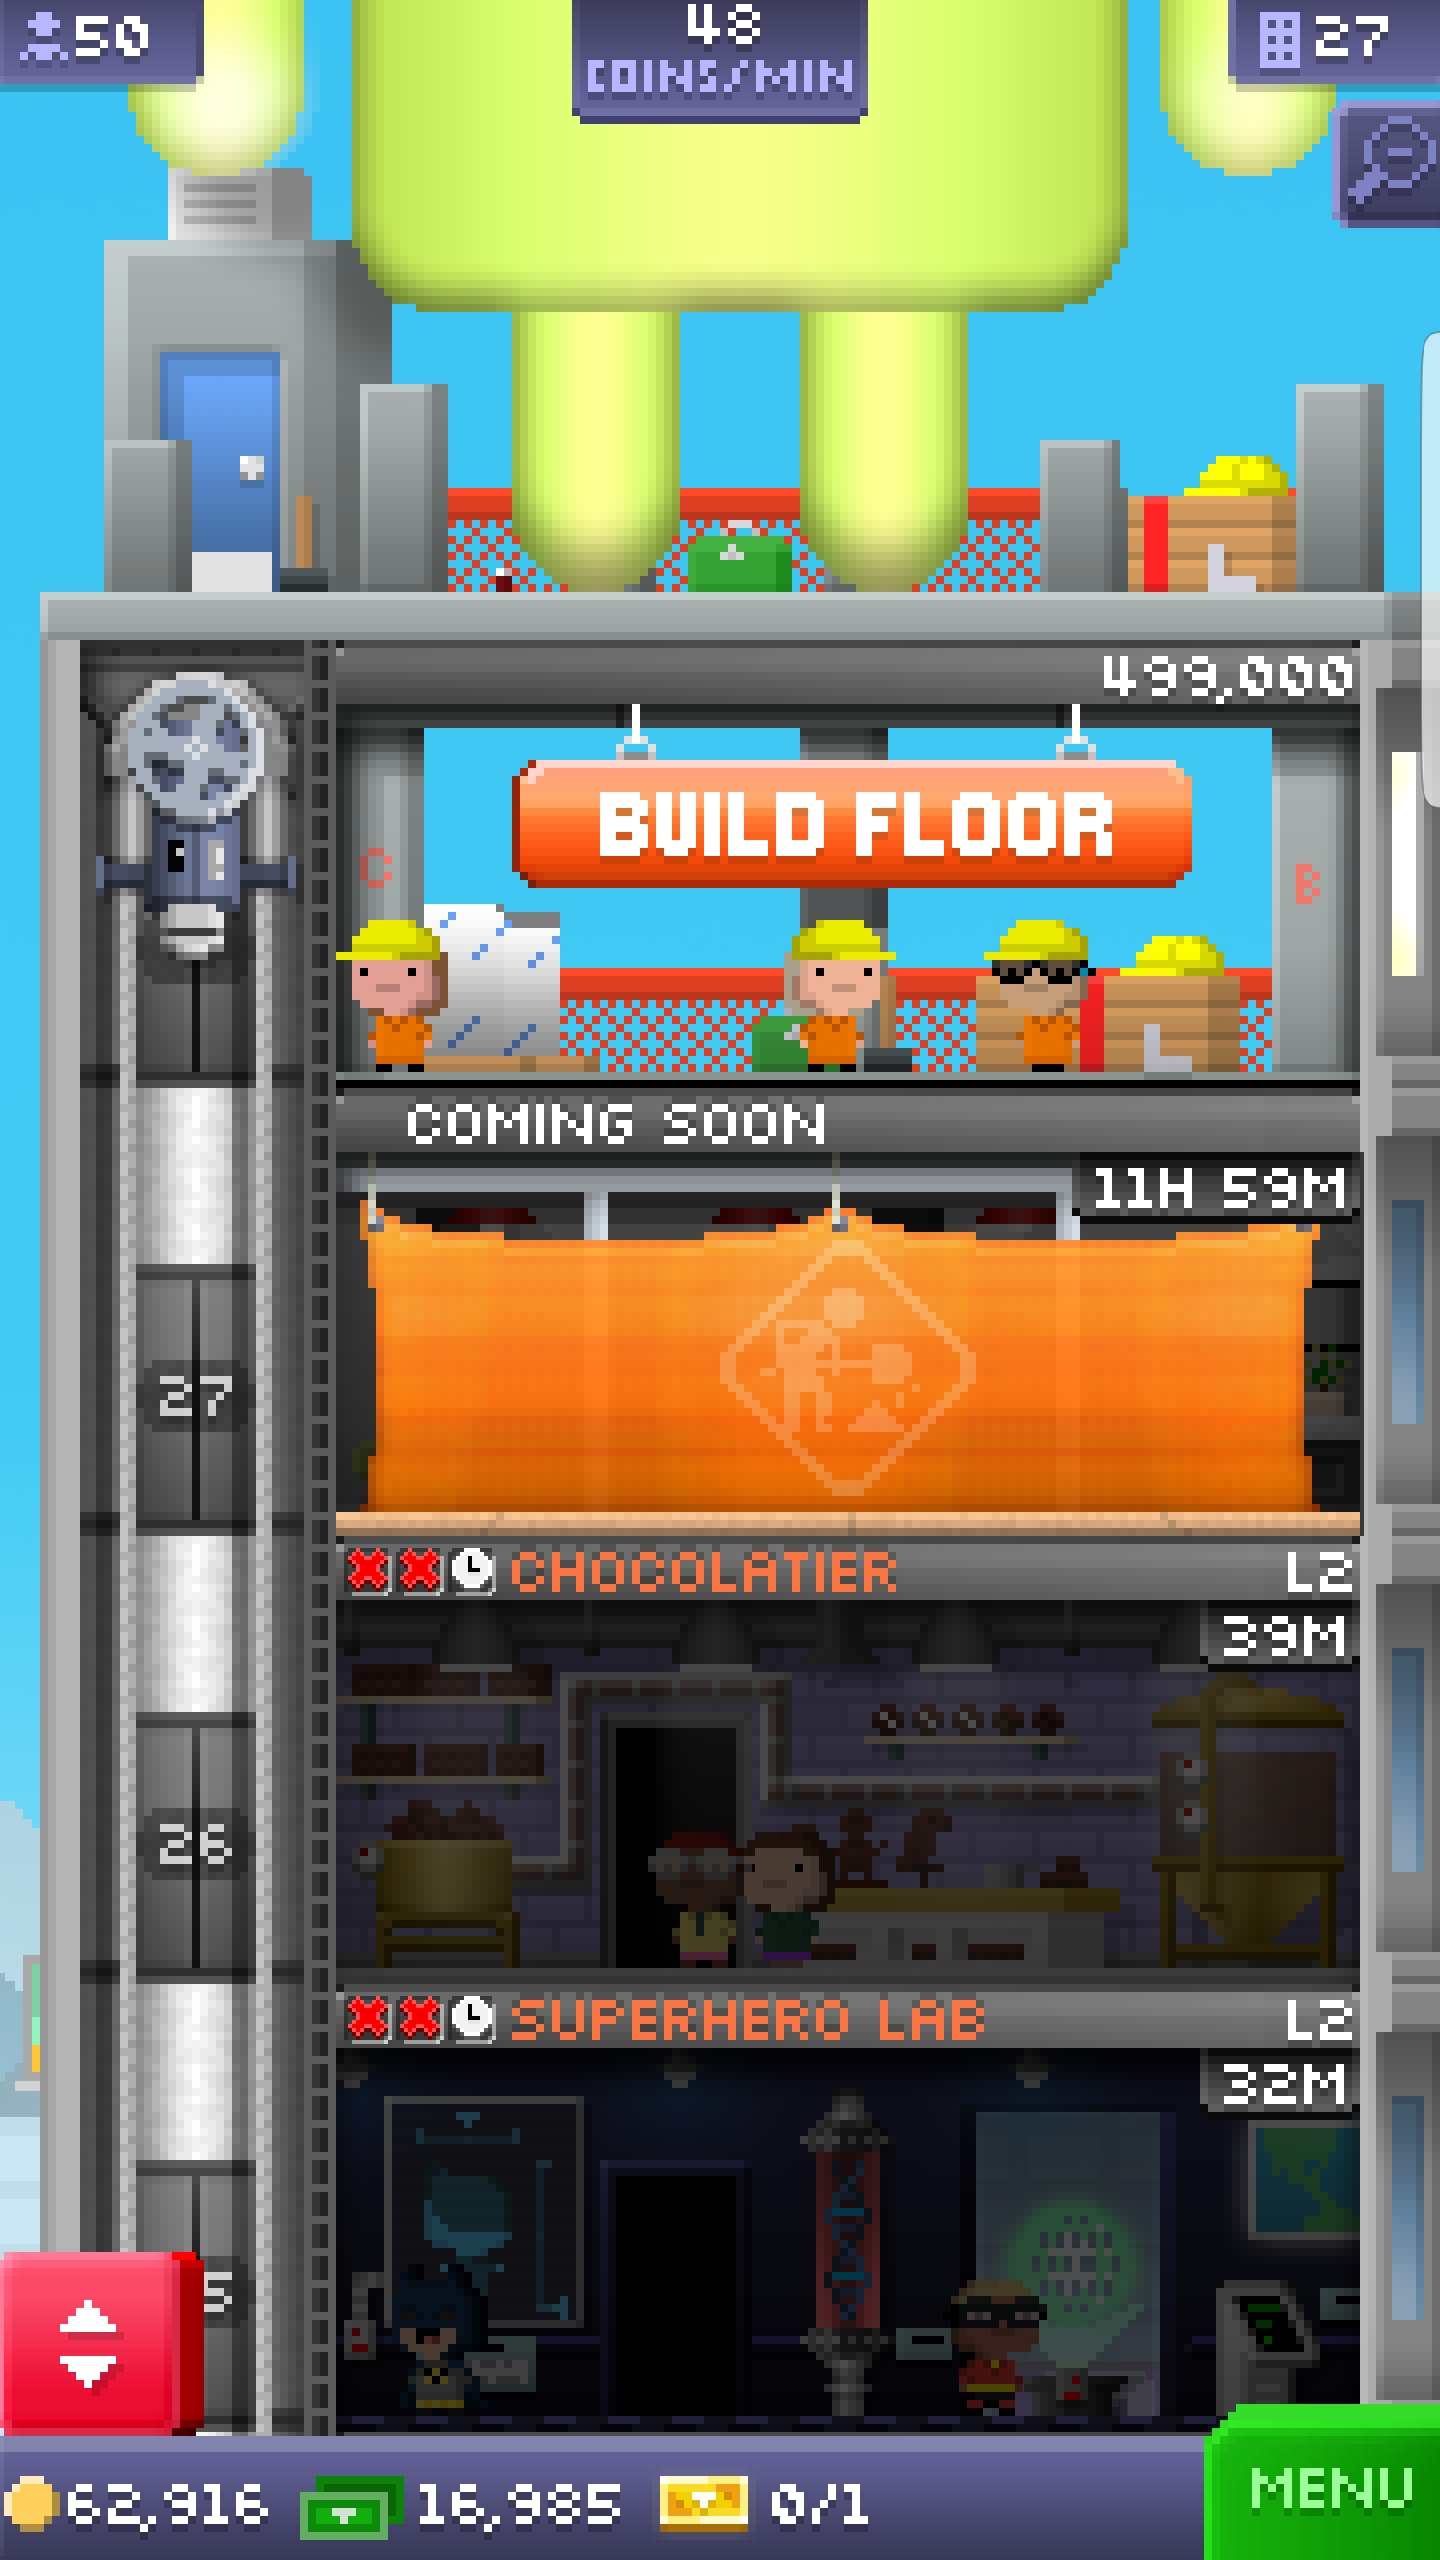 50
48
COINS/MIN
27
499,000
BUILD FLOOR
C
B
COMING SOON
11H 59M
27
CHOCOLATIER L2
39M
26
SUPERHERO LAB L2
32M
5
62,916 16,985 0/1
MENU